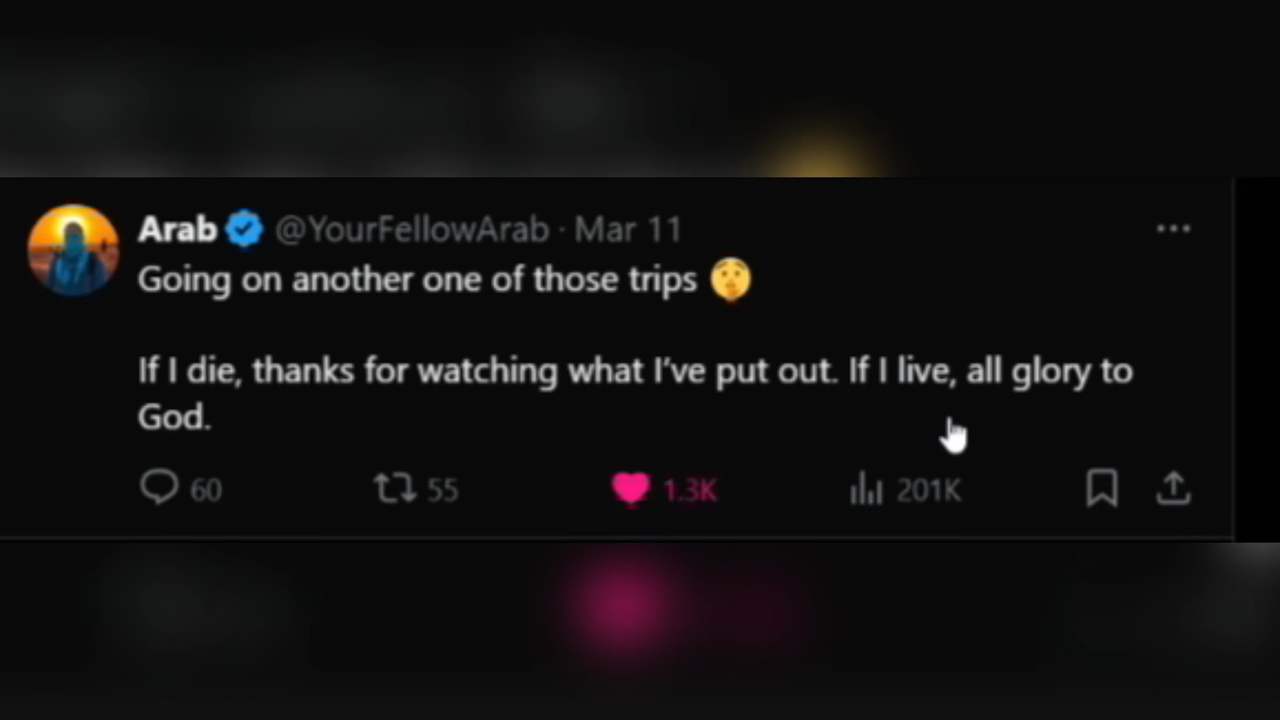 Arab @YourFellowArab · Mar 11
Going on another one of those trips 🤫
If I die, thanks for watching what I've put out. If I live, all glory to
God.
60 55 1.3K 201K